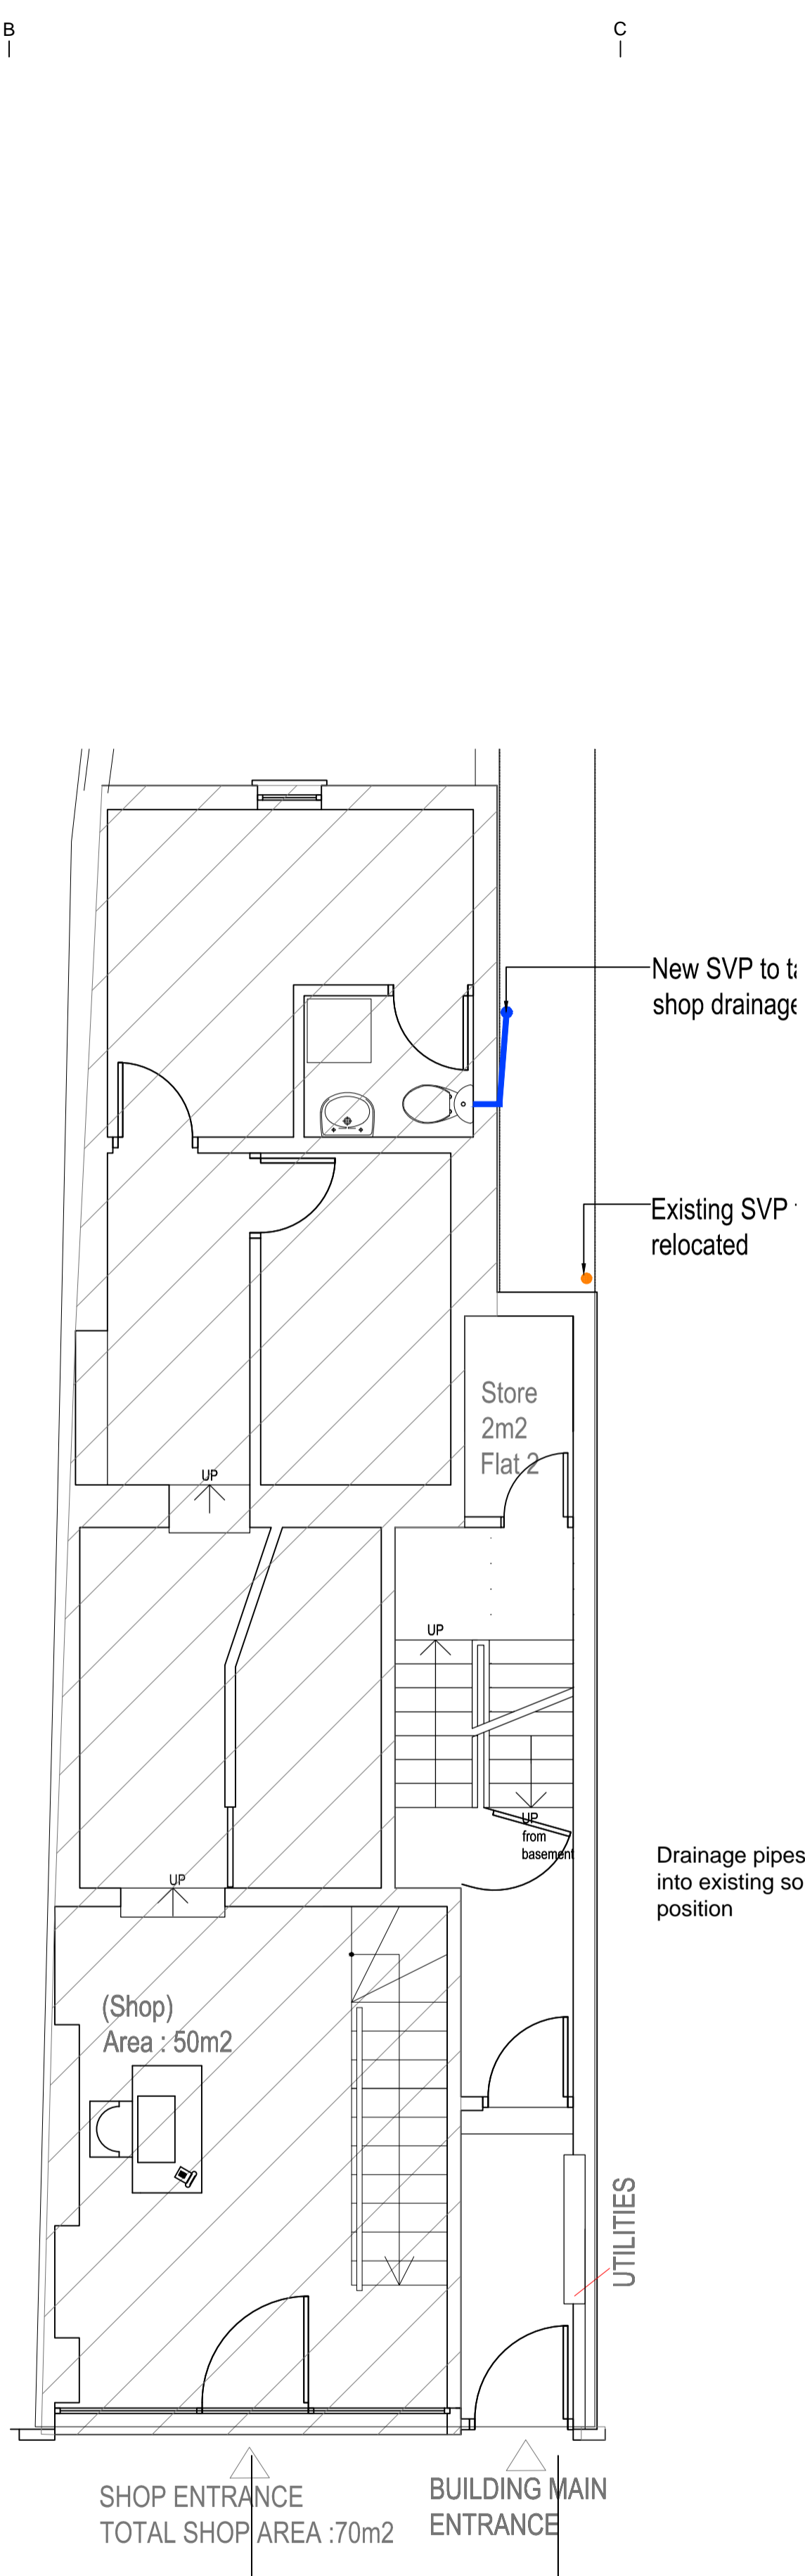 B
C
New SVP to
shop drainage
Existing SVP
relocated
Store
2m2
Flat 2
UP
UP
UP
from
basement
Drainage pipes
into existing so
position
UP
(Shop)
Area : 50m2
UTILITIES
SHOP ENTRANCE
TOTAL SHOP AREA :70m2
BUILDING MAIN
ENTRANCE